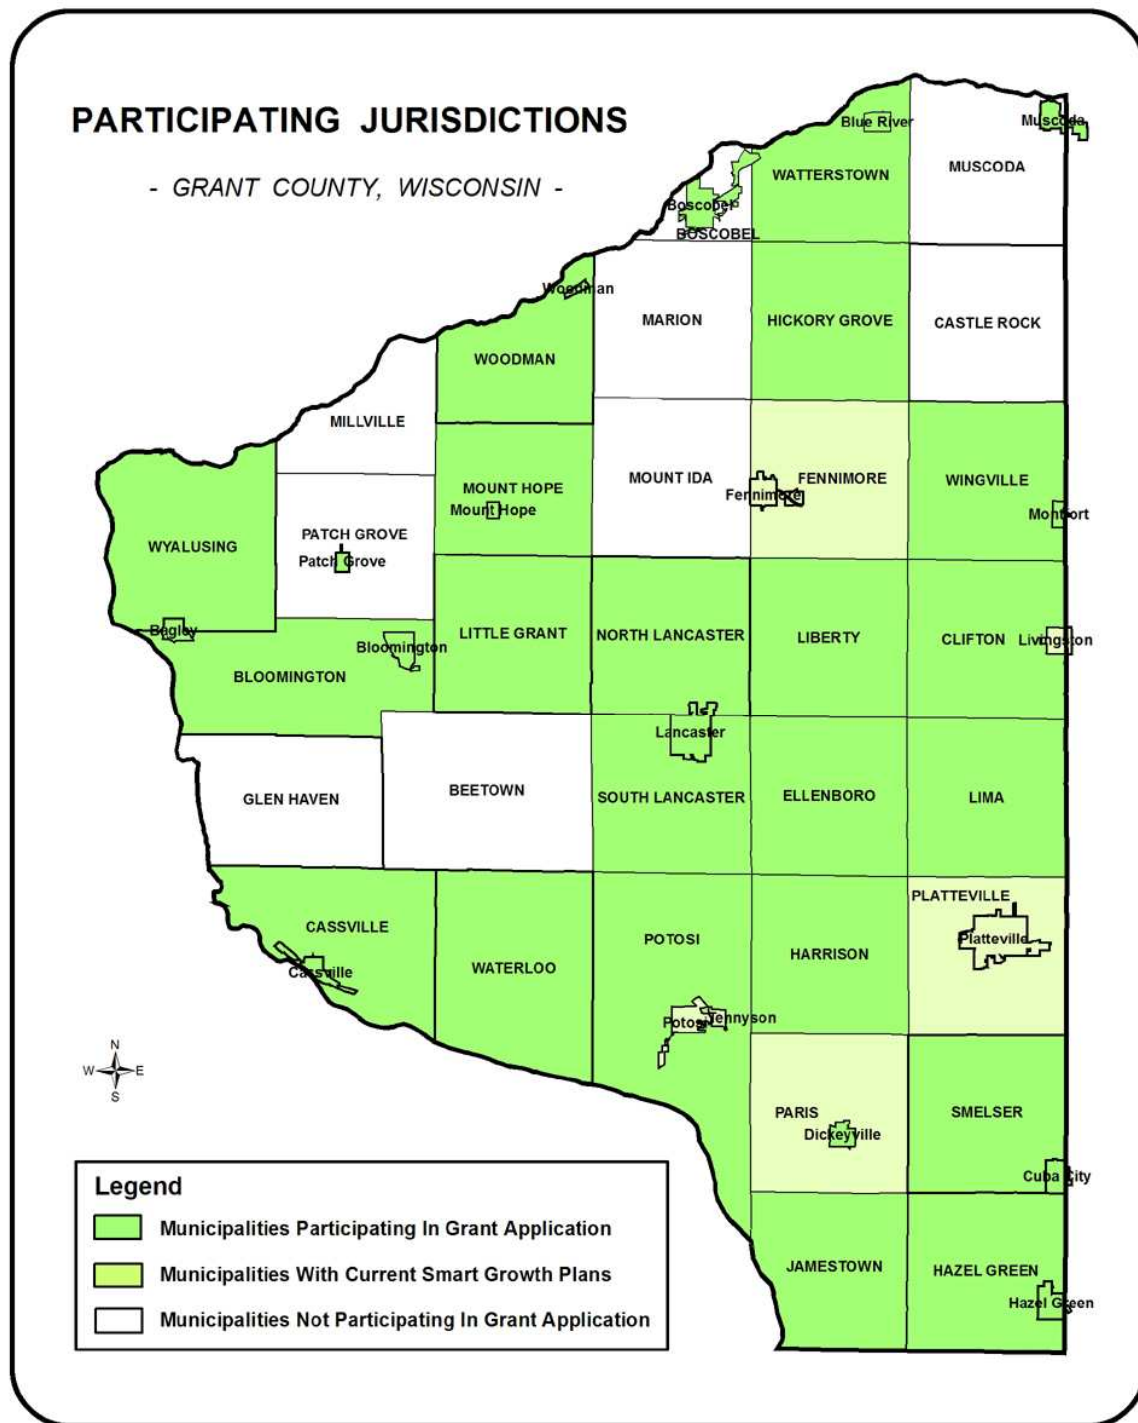 PARTICIPATING JURISDICTIONS
- GRANT COUNTY, WISCONSIN -
Blue River
Muscoda
MUSCODA
WATTERSTOWN
Boscobel
BOSCOBEL
Woodman
MARION
HICKORY GROVE
CASTLE ROCK
WOODMAN
MILLVILLE
MOUNT IDA
FENNIMORE
Fennimore
WINGVILLE
MOUNT HOPE
Mount Hope
Montfort
PATCH GROVE
Patch Grove
WYALUSING
Bagley
Bloomington
BLOOMINGTON
LITTLE GRANT
NORTH LANCASTER
LIBERTY
CLIFTON
Livingston
Lancaster
GLEN HAVEN
BEETOWN
SOUTH LANCASTER
ELLENBORO
LIMA
PLATTEVILLE
Platteville
CASSVILLE
Cassville
WATERLOO
POTOSI
HARRISON
Potosi
Tennyson
N
W
E
S
PARIS
Dickeyville
SMELSER
Cuba City
JAMESTOWN
HAZEL GREEN
Hazel Green
Legend
Municipalities Participating In Grant Application
Municipalities With Current Smart Growth Plans
Municipalities Not Participating In Grant Application